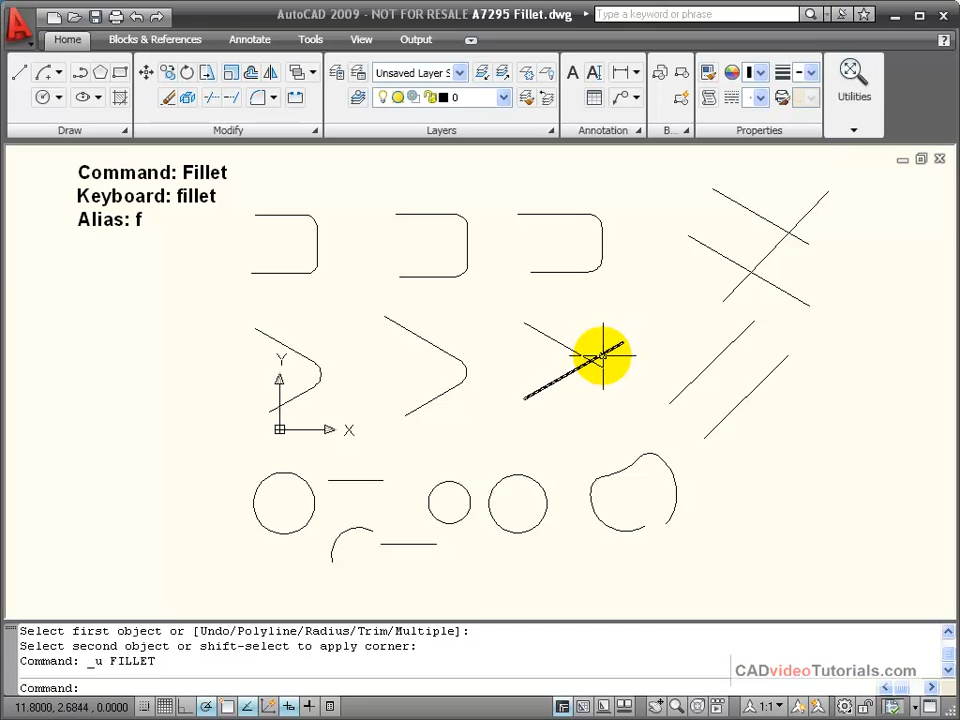 AutoCAD 2009 - NOT FOR RESALE A7295 Fillet.dwg
Type a keyword or phrase
Home Blocks & References Annotate Tools View Output
Unsaved Layer S
0
Utilities
Draw Modify Layers Annotation B... Properties
Command: Fillet
Keyboard: fillet
Alias: f
Y
X
Select first object or [Undo/Polyline/Radius/Trim/Multiple]:
Select second object or shift-select to apply corner:
Command: _u FILLET
CADvideoTutorials.com
Command:
11.8000, 2.6844 , 0.0000
1:1